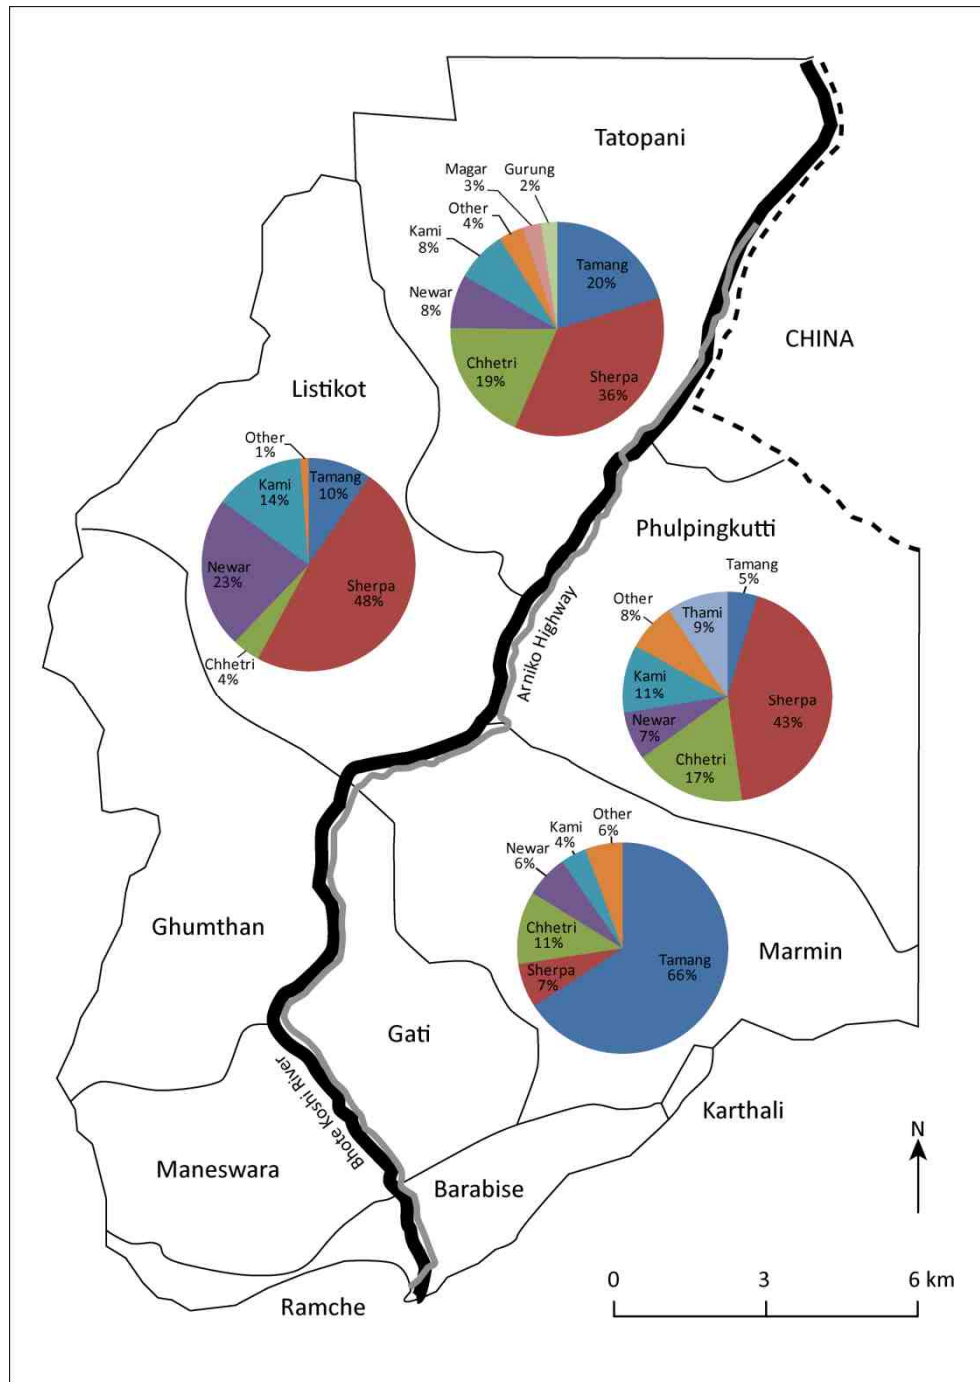 Tatopani
Magar
3%
Gurung
2%
Other
4%
Kami
8%
Newar
8%
Tamang
20%
Chhetri
19%
Sherpa
36%
CHINA
Listikot
Other
1%
Kami
14%
Tamang
10%
Newar
23%
Sherpa
48%
Chhetri
4%
Phulpingkutti
Tamang
5%
Other
8%
Thami
9%
Kami
11%
Sherpa
43%
Newar
7%
Chhetri
17%
Arniko Highway
Other
6%
Kami
4%
Newar
6%
Chhetri
11%
Sherpa
7%
Tamang
66%
Marmin
Ghumthan
Gati
Bhote Koshi River
Karthali
Maneswara
Barabise
Ramche
N
0 3 6 km